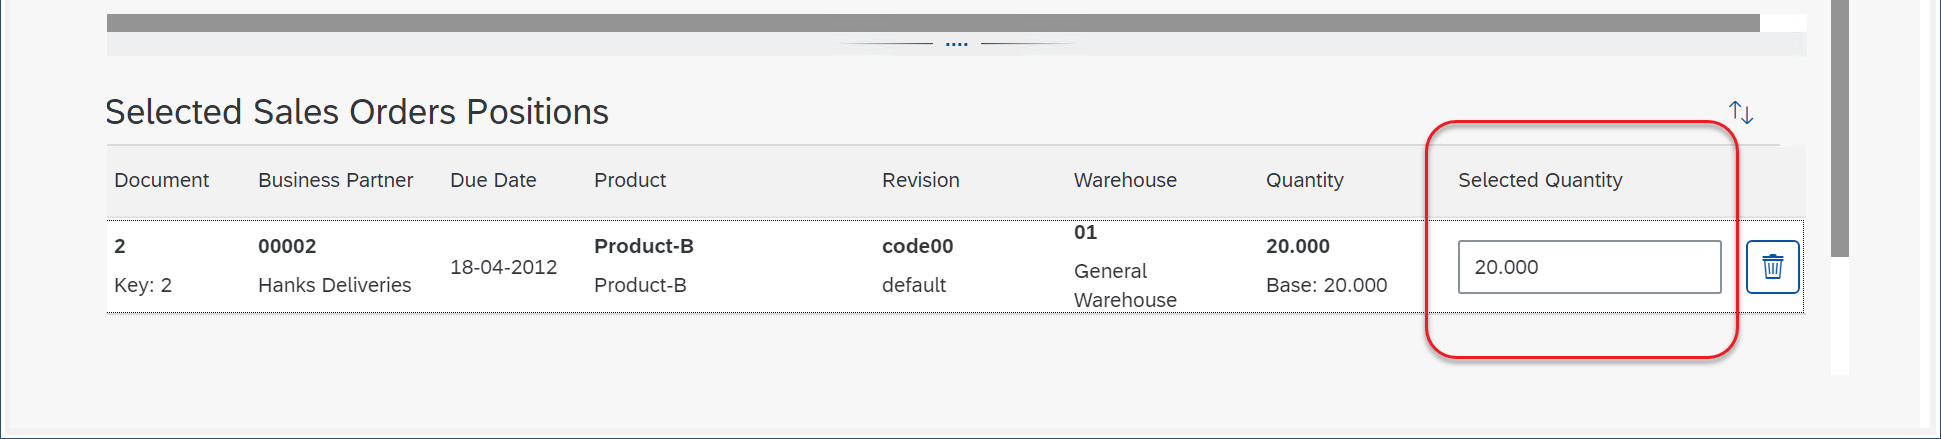 Selected Sales Orders Positions
Document Business Partner Due Date Product Revision Warehouse Quantity Selected Quantity
2 00002 18-04-2012 Product-B code00 01 20.000 20.000
Key: 2 Hanks Deliveries Product-B default General Base: 20.000
Warehouse